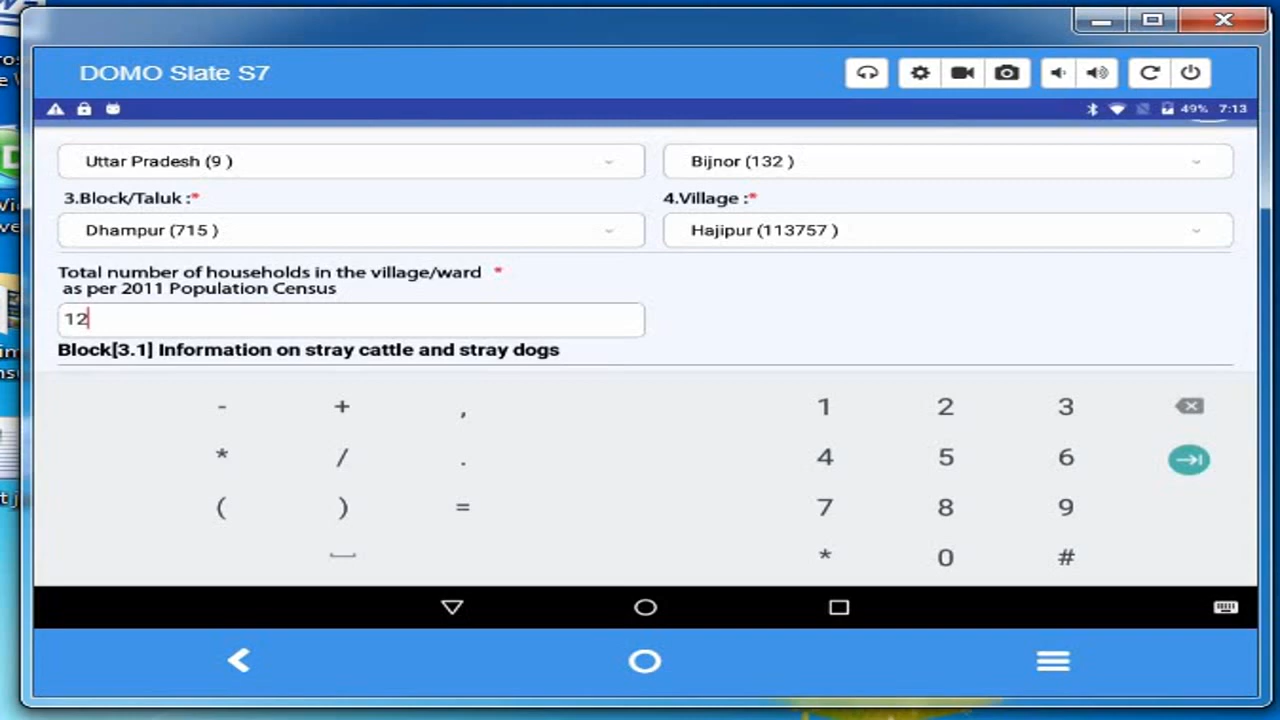 DOMO Slate S7
49% 7:13
Uttar Pradesh (9 )
Bijnor (132 )
3.Block/Taluk :*
4.Village :*
Dhampur (715 )
Hajipur (113757 )
Total number of households in the village/ward *
as per 2011 Population Census
12
Block[3.1] Information on stray cattle and stray dogs
- + , 1 2 3
* / . 4 5 6
( ) = 7 8 9
* 0 #